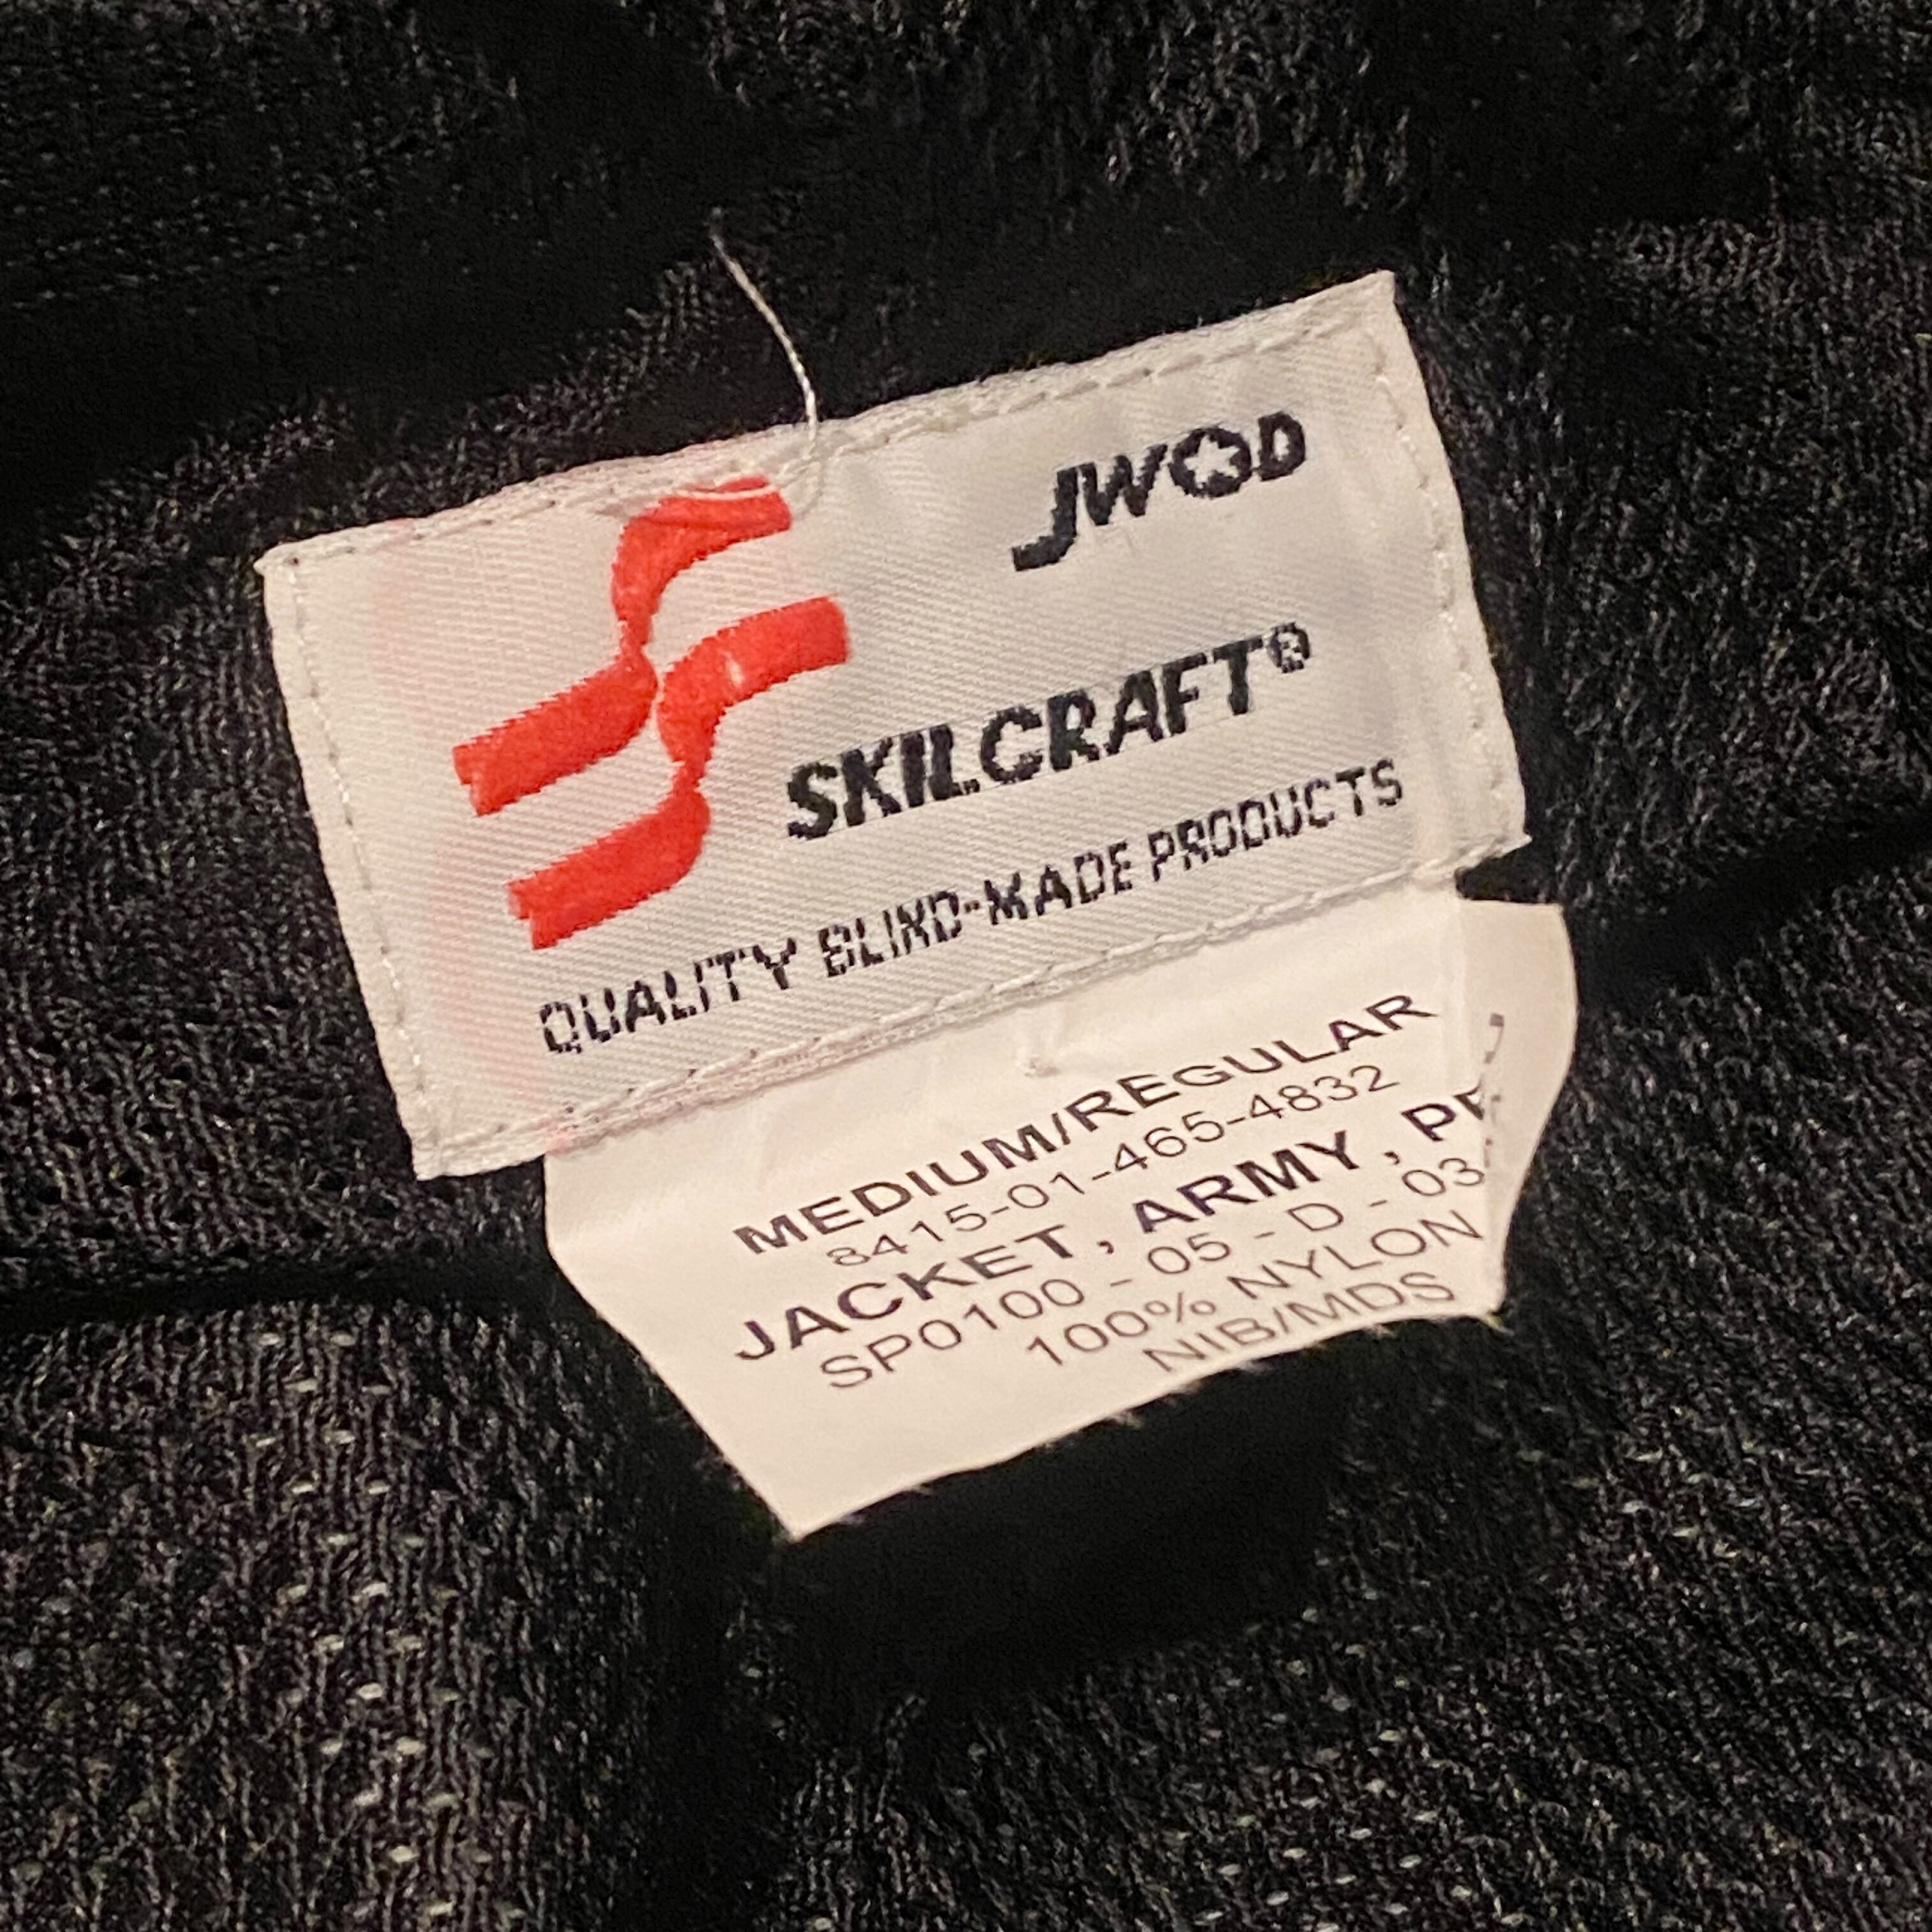 JWOD
SKILCRAFT®
QUALITY BLIND-MADE PRODUCTS
MEDIUM/REGULAR
8415-01-465-4832
JACKET, ARMY,
SP0100 - 05 - D - 03
100% NYLON
NIB/MDS